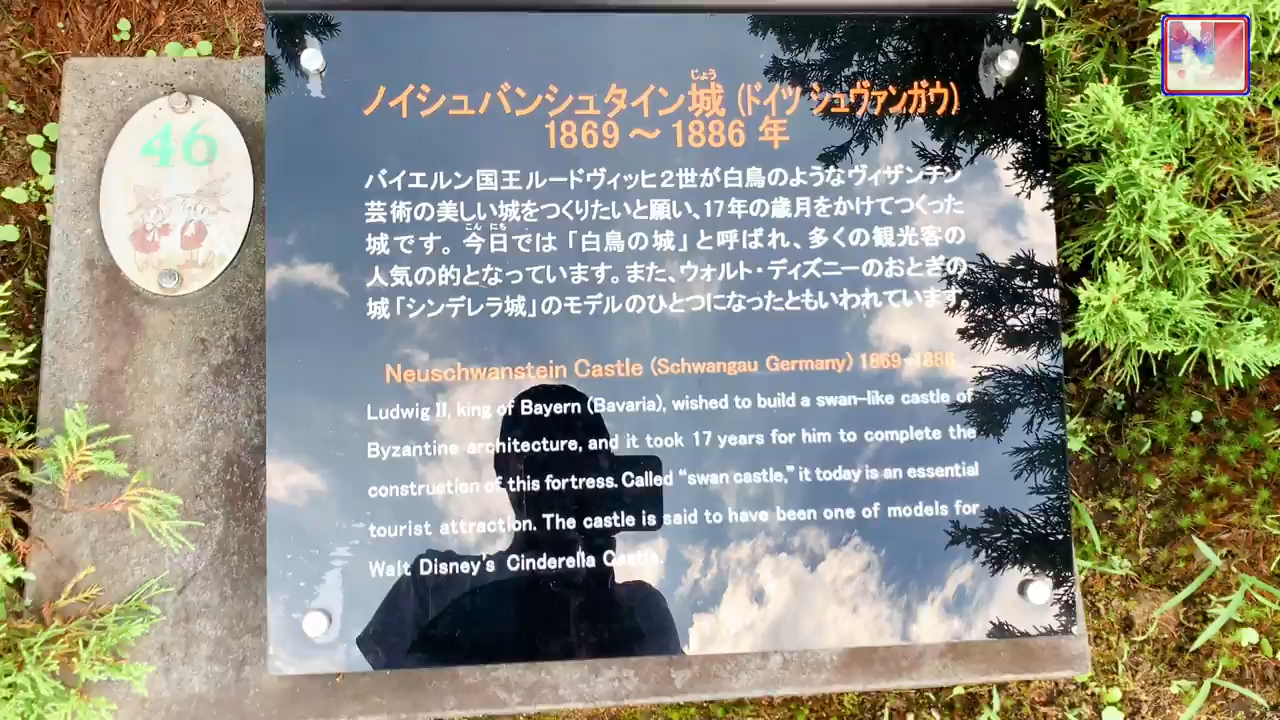 46
じょう
ノイシュバンシュタイン城 (ドイツ シュヴァンガウ)
1869 ～ 1886 年
バイエルン国王ルードヴィッヒ2世が白鳥のようなヴィザンチン
芸術の美しい城をつくりたいと願い、17年の歳月をかけてつくった
こん にち
城です。今日では「白鳥の城」と呼ばれ、多くの観光客の
人気の的となっています。また、ウォルト・ディズニーのおとぎの
城「シンデレラ城」のモデルのひとつになったともいわれています。
Neuschwanstein Castle (Schwangau Germany) 1869-1886
Ludwig II, king of Bayern (Bavaria), wished to build a swan-like castle of
Byzantine architecture, and it took 17 years for him to complete the
construction of this fortress. Called “swan castle,” it today is an essential
tourist attraction. The castle is said to have been one of models for
Walt Disney's Cinderella Castle.